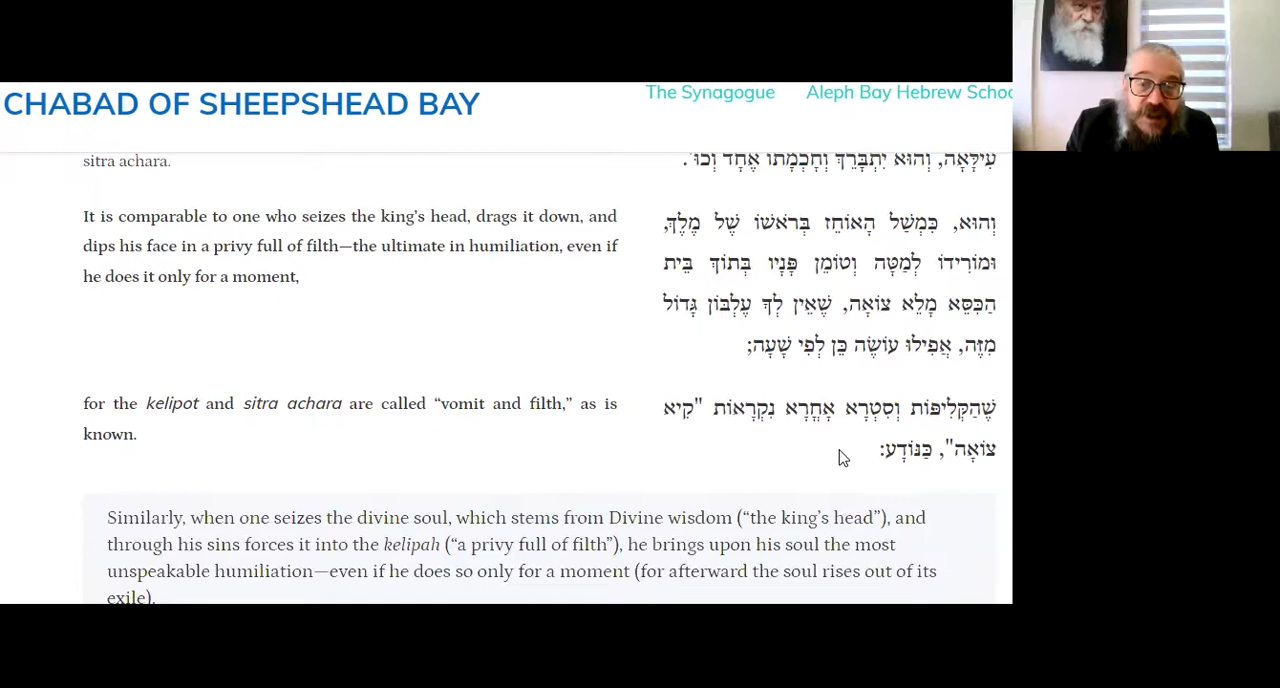 CHABAD OF SHEEPSHEAD BAY
The Synagogue
Aleph Bay Hebrew Schoo
sitra achara.
עִילָּאָה, וְהוּא יִתְבָּרֵךְ וְחָכְמָתוֹ אֶחָד וְכוּ'.
It is comparable to one who seizes the king’s head, drags it down, and
dips his face in a privy full of filth—the ultimate in humiliation, even if
he does it only for a moment,
וְהוּא, כִּמְשַׁל הָאוֹחֵז בְּרֹאשׁוֹ שֶׁל מֶלֶךְ,
וּמוֹרִידוֹ לְמַטָּה וְטוֹמֵן פָּנָיו בְּתוֹךְ בֵּית
הַכִּסֵּא מָלֵא צוֹאָה, שֶׁאֵין לְךָ עֶלְבּוֹן גָּדוֹל
מִזֶּה, אֲפִילוּ עוֹשֶׂה כֵּן לְפִי שָׁעָה;
for the kelipot and sitra achara are called “vomit and filth,” as is
known.
שֶׁהַקְּלִיפּוֹת וְסִטְרָא אָחֳרָא נִקְרָאוֹת "קִיא
צוֹאָה", כַּנּוֹדָע:
Similarly, when one seizes the divine soul, which stems from Divine wisdom (“the king’s head”), and
through his sins forces it into the kelipah (“a privy full of filth”), he brings upon his soul the most
unspeakable humiliation—even if he does so only for a moment (for afterward the soul rises out of its
exile).